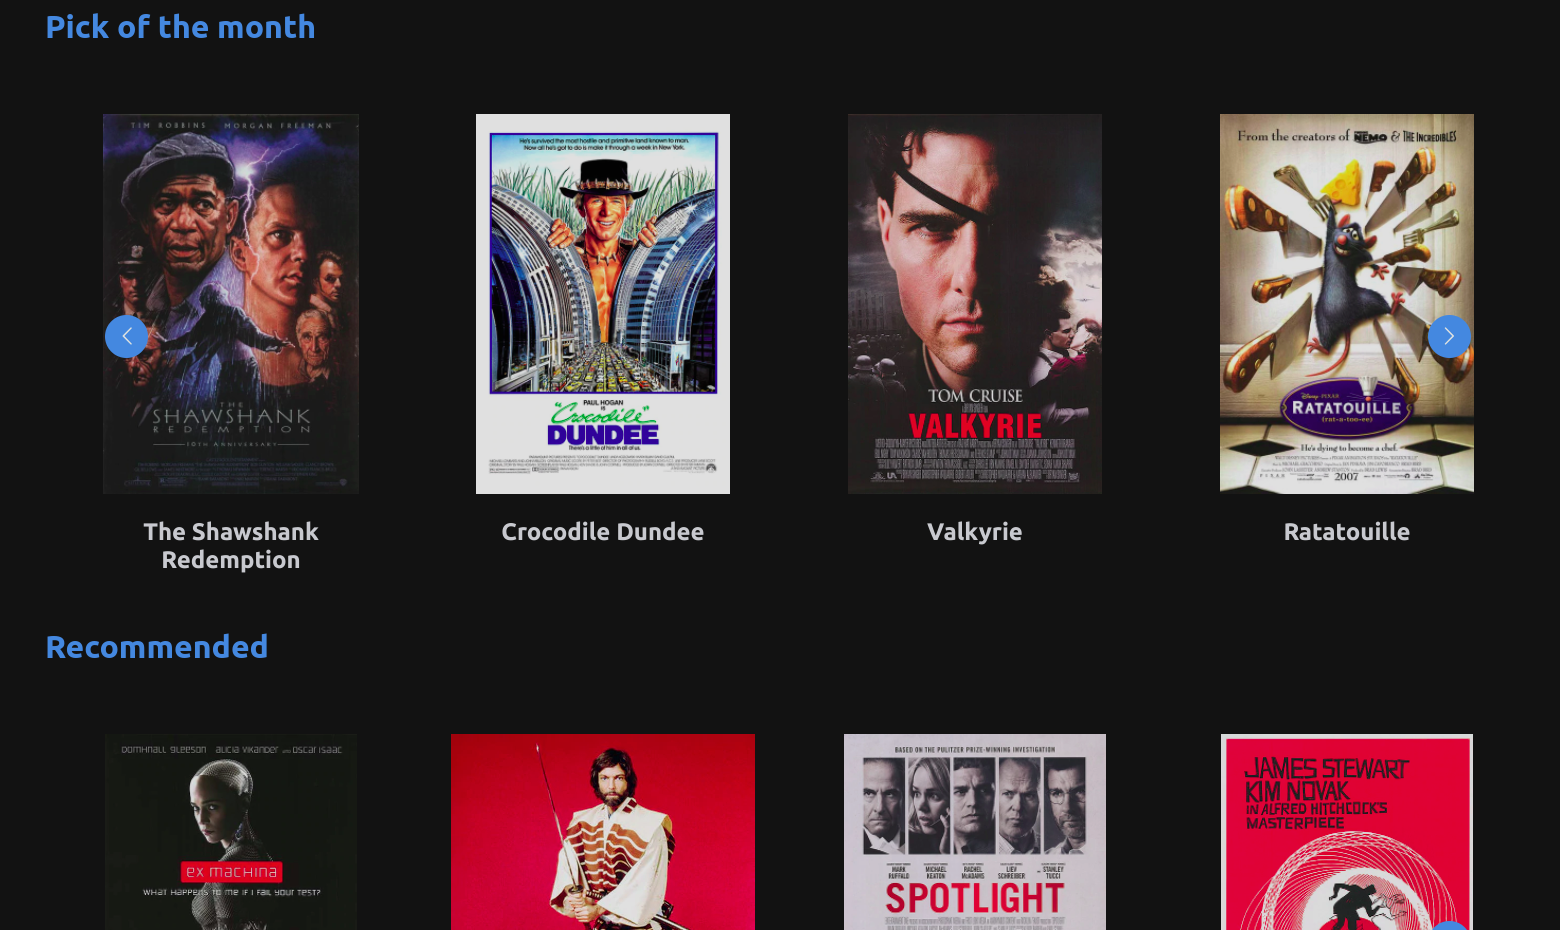 Pick of the month
TIM ROBBINS MORGAN FREEMAN
THE
SHAWSHANK
REDEMPTION
10TH ANNIVERSARY
He's survived the most hostile and primitive land known to man.
Now all he's got to do is make it through a week in New York.
PAUL HOGAN
IS
"Crocodile"
DUNDEE
There's a little of him in all of us.
TOM CRUISE
VALKYRIE
From the creators of NEMO & THE INCREDIBLES
Disney PIXAR
RATATOUILLE
(rat-a-too-ee)
He's dying to become a chef.
2007
The Shawshank
Redemption
Crocodile Dundee
Valkyrie
Ratatouille
Recommended
DOMHNALL GLEESON ALICIA VIKANDER AND OSCAR ISAAC
EX MACHINA
WHAT HAPPENS TO ME IF I FAIL YOUR TEST?
BASED ON THE PULITZER PRIZE-WINNING INVESTIGATION
MARK RUFFALO
MICHAEL KEATON
RACHEL McADAMS
LIEV SCHREIBER
STANLEY TUCCI
SPOTLIGHT
JAMES STEWART
KIM NOVAK
IN ALFRED HITCHCOCK'S
MASTERPIECE